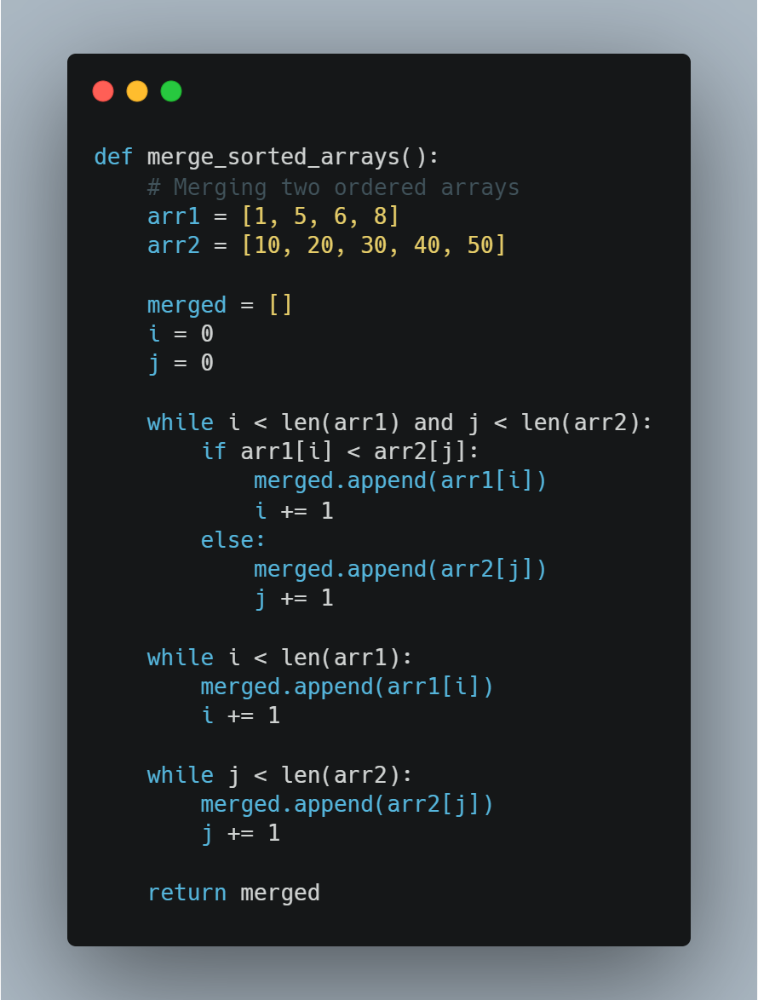 def merge_sorted_arrays():
    # Merging two ordered arrays
    arr1 = [1, 5, 6, 8]
    arr2 = [10, 20, 30, 40, 50]
    merged = []
    i = 0
    j = 0
    while i < len(arr1) and j < len(arr2):
        if arr1[i] < arr2[j]:
            merged.append(arr1[i])
            i += 1
        else:
            merged.append(arr2[j])
            j += 1
    while i < len(arr1):
        merged.append(arr1[i])
        i += 1
    while j < len(arr2):
        merged.append(arr2[j])
        j += 1
    return merged